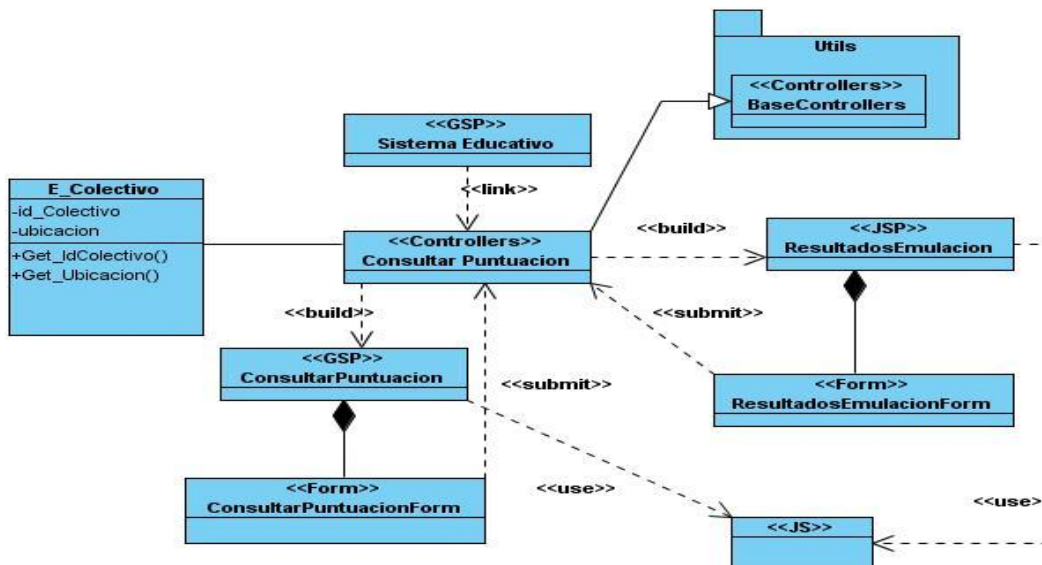 Utils
<<Controllers>>
BaseControllers
<<GSP>>
Sistema Educativo
<<link>>
E_Colectivo
-id_Colectivo
-ubicacion
+Get_IdColectivo()
+Get_Ubicacion()
<<Controllers>>
Consultar Puntuacion
<<build>>
<<JSP>>
ResultadosEmulacion
<<build>>
<<submit>>
<<GSP>>
ConsultarPuntuacion
<<submit>>
<<Form>>
ResultadosEmulacionForm
<<Form>>
ConsultarPuntuacionForm
<<use>>
<<JS>>
<<use>>